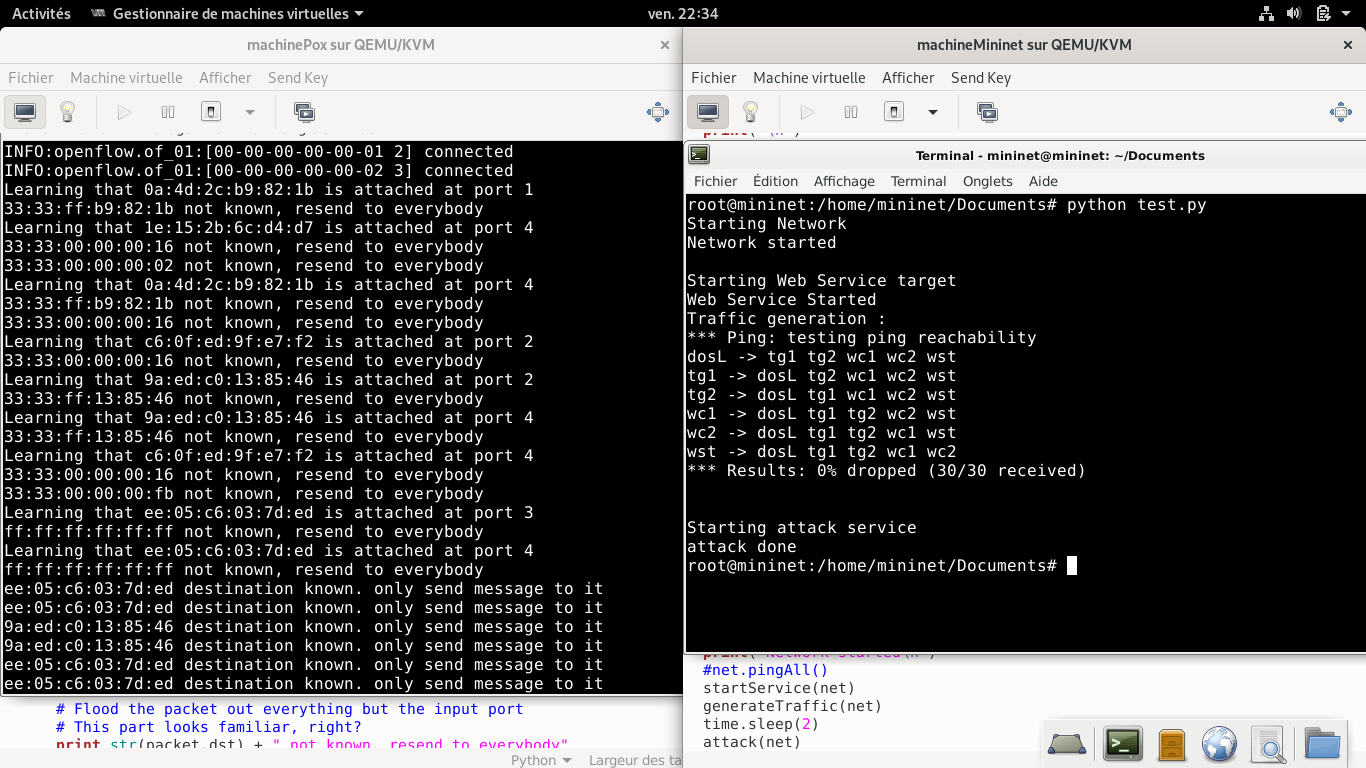 Activités Gestionnaire de machines virtuelles ven. 22:34
machinePox sur QEMU/KVM
Fichier Machine virtuelle Afficher Send Key
INFO:openflow.of_01:[00-00-00-00-00-01 2] connected
INFO:openflow.of_01:[00-00-00-00-00-02 3] connected
Learning that 0a:4d:2c:b9:82:1b is attached at port 1
33:33:ff:b9:82:1b not known, resend to everybody
Learning that 1e:15:2b:6c:d4:d7 is attached at port 4
33:33:00:00:00:16 not known, resend to everybody
33:33:00:00:00:02 not known, resend to everybody
Learning that 0a:4d:2c:b9:82:1b is attached at port 4
33:33:ff:b9:82:1b not known, resend to everybody
33:33:00:00:00:16 not known, resend to everybody
Learning that c6:0f:ed:9f:e7:f2 is attached at port 2
33:33:00:00:00:16 not known, resend to everybody
Learning that 9a:ed:c0:13:85:46 is attached at port 2
33:33:ff:13:85:46 not known, resend to everybody
Learning that 9a:ed:c0:13:85:46 is attached at port 4
33:33:ff:13:85:46 not known, resend to everybody
Learning that c6:0f:ed:9f:e7:f2 is attached at port 4
33:33:00:00:00:16 not known, resend to everybody
33:33:00:00:00:fb not known, resend to everybody
Learning that ee:05:c6:03:7d:ed is attached at port 3
ff:ff:ff:ff:ff:ff not known, resend to everybody
Learning that ee:05:c6:03:7d:ed is attached at port 4
ff:ff:ff:ff:ff:ff not known, resend to everybody
ee:05:c6:03:7d:ed destination known. only send message to it
ee:05:c6:03:7d:ed destination known. only send message to it
9a:ed:c0:13:85:46 destination known. only send message to it
9a:ed:c0:13:85:46 destination known. only send message to it
ee:05:c6:03:7d:ed destination known. only send message to it
ee:05:c6:03:7d:ed destination known. only send message to it
# Flood the packet out everything but the input port
# This part looks familiar, right?
print str(packet.dst) + " not known, resend to everybody"
Python Largeur des ta
machineMininet sur QEMU/KVM
Fichier Machine virtuelle Afficher Send Key
Terminal - mininet@mininet: ~/Documents
Fichier Édition Affichage Terminal Onglets Aide
root@mininet:/home/mininet/Documents# python test.py
Starting Network
Network started
Starting Web Service target
Web Service Started
Traffic generation :
*** Ping: testing ping reachability
dosL -> tg1 tg2 wc1 wc2 wst
tg1 -> dosL tg2 wc1 wc2 wst
tg2 -> dosL tg1 wc1 wc2 wst
wc1 -> dosL tg1 tg2 wc2 wst
wc2 -> dosL tg1 tg2 wc1 wst
wst -> dosL tg1 tg2 wc1 wc2
*** Results: 0% dropped (30/30 received)
Starting attack service
attack done
root@mininet:/home/mininet/Documents#
print("Network started\n")
#net.pingAll()
startService(net)
generateTraffic(net)
time.sleep(2)
attack(net)